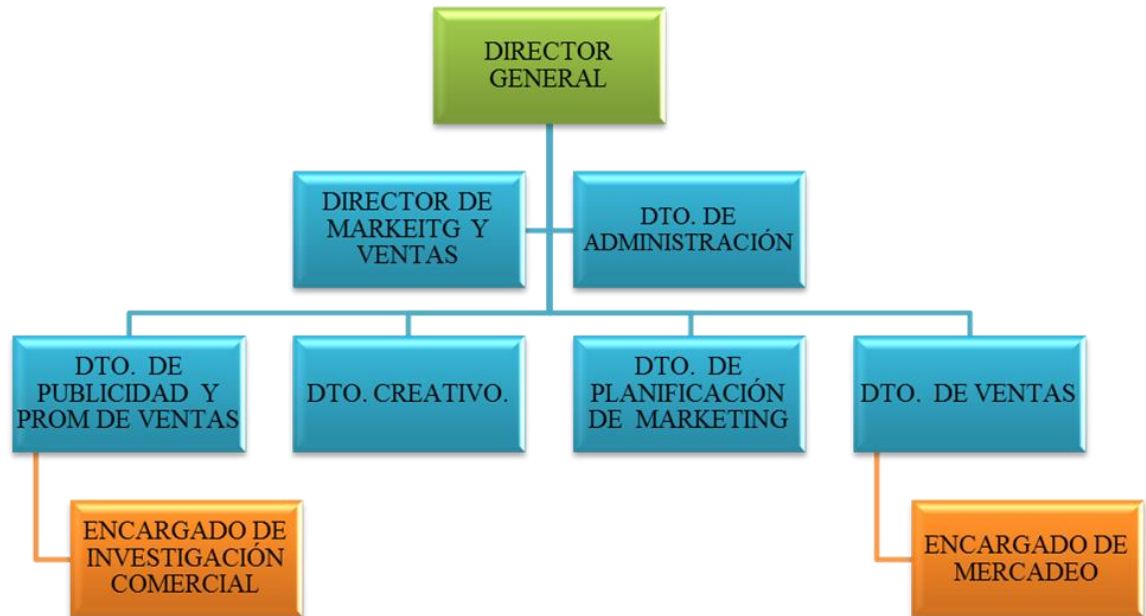 DIRECTOR
GENERAL
DIRECTOR DE
MARKEITG Y
VENTAS
DTO. DE
ADMINISTRACIÓN
DTO. DE
PUBLICIDAD Y
PROM DE VENTAS
DTO. CREATIVO.
DTO. DE
PLANIFICACIÓN
DE MARKETING
DTO. DE VENTAS
ENCARGADO DE
INVESTIGACIÓN
COMERCIAL
ENCARGADO DE
MERCADEO